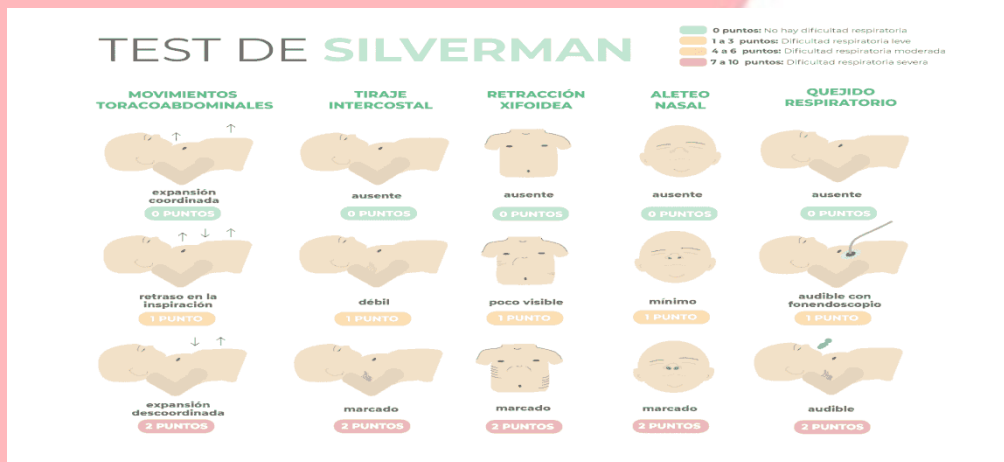 TEST DE SILVERMAN
0 puntos: No hay dificultad respiratoria
1 a 3 puntos: Dificultad respiratoria leve
4 a 6 puntos: Dificultad respiratoria moderada
7 a 10 puntos: Dificultad respiratoria severa
MOVIMIENTOS
TORACOABDOMINALES
TIRAJE
INTERCOSTAL
RETRACCIÓN
XIFOIDEA
ALETEO
NASAL
QUEJIDO
RESPIRATORIO
expansión
coordinada
0 PUNTOS
ausente
0 PUNTOS
ausente
0 PUNTOS
ausente
0 PUNTOS
ausente
0 PUNTOS
retraso en la
inspiración
1 PUNTO
débil
1 PUNTO
poco visible
1 PUNTO
mínimo
1 PUNTO
audible con
fonendoscopio
1 PUNTO
expansión
descoordinada
2 PUNTOS
marcado
2 PUNTOS
marcado
2 PUNTOS
marcado
2 PUNTOS
audible
2 PUNTOS